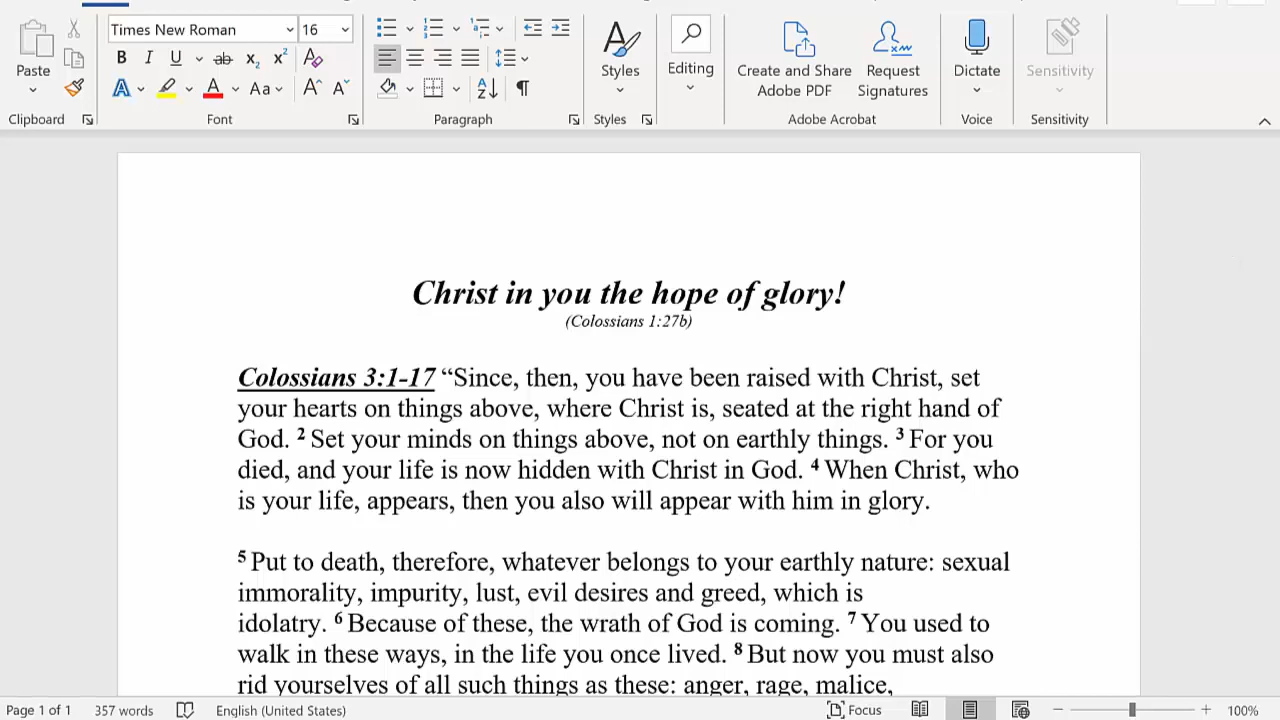 Times New Roman
16
Paste
B I U ab x2 x2
A A Aa A A
Styles
Editing
Create and Share
Adobe PDF
Request
Signatures
Dictate
Sensitivity
Clipboard
Font
Paragraph
Styles
Adobe Acrobat
Voice
Sensitivity
Christ in you the hope of glory!
(Colossians 1:27b)
Colossians 3:1-17 “Since, then, you have been raised with Christ, set
your hearts on things above, where Christ is, seated at the right hand of
God. 2 Set your minds on things above, not on earthly things. 3 For you
died, and your life is now hidden with Christ in God. 4 When Christ, who
is your life, appears, then you also will appear with him in glory.
5 Put to death, therefore, whatever belongs to your earthly nature: sexual
immorality, impurity, lust, evil desires and greed, which is
idolatry. 6 Because of these, the wrath of God is coming. 7 You used to
walk in these ways, in the life you once lived. 8 But now you must also
rid yourselves of all such things as these: anger, rage, malice,
Page 1 of 1
357 words
English (United States)
Focus
100%